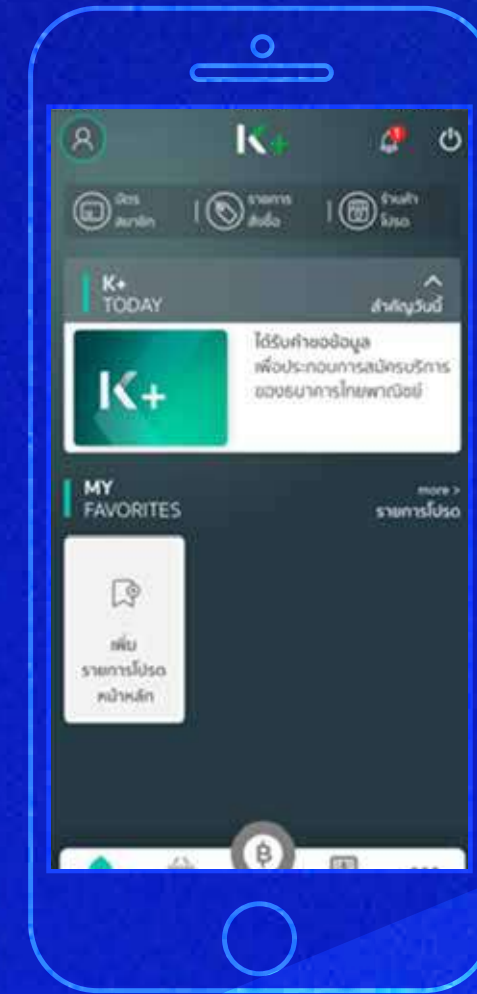 K+
1
บัตร
สมาชิก
รายการ
สั่งซื้อ
ร้านค้า
โปรด
K+
TODAY
สำคัญวันนี้
K+
ได้รับคำขอข้อมูล
เพื่อประกอบการสมัครบริการ
ของธนาคารไทยพาณิชย์
MY
FAVORITES
more >
รายการโปรด
เพิ่ม
รายการโปรด
หน้าหลัก
฿